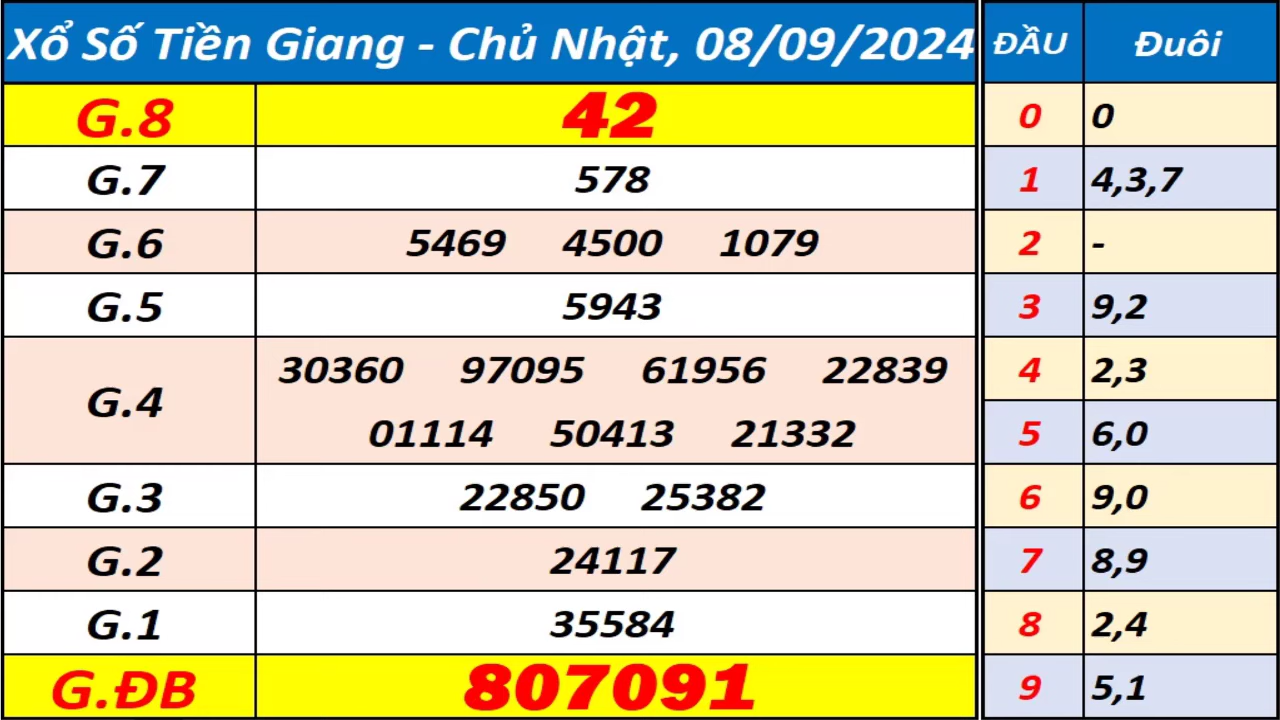 Xổ Số Tiền Giang - Chủ Nhật, 08/09/2024 ĐẦU Đuôi
G.8 42 0 0
G.7 578 1 4,3,7
G.6 5469 4500 1079 2 -
G.5 5943 3 9,2
G.4 30360 97095 61956 22839 4 2,3
01114 50413 21332 5 6,0
G.3 22850 25382 6 9,0
G.2 24117 7 8,9
G.1 35584 8 2,4
G.ĐB 807091 9 5,1